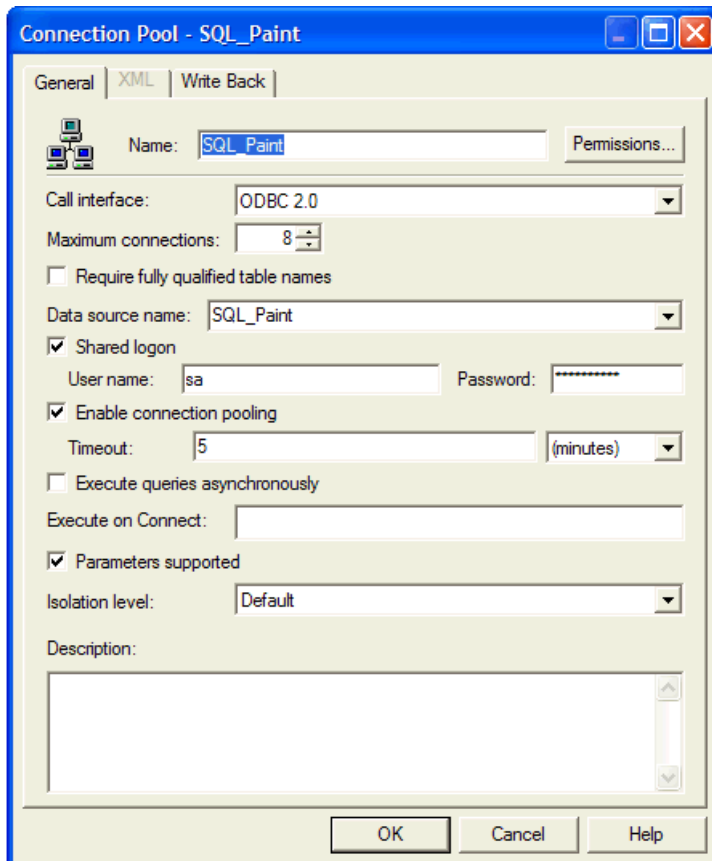 Connection Pool - SQL_Paint
General XML Write Back
Name: SQL_Paint Permissions...
Call interface: ODBC 2.0
Maximum connections: 8
Require fully qualified table names
Data source name: SQL_Paint
Shared logon
User name: sa Password: **********
Enable connection pooling
Timeout: 5 (minutes)
Execute queries asynchronously
Execute on Connect:
Parameters supported
Isolation level: Default
Description:
OK Cancel Help